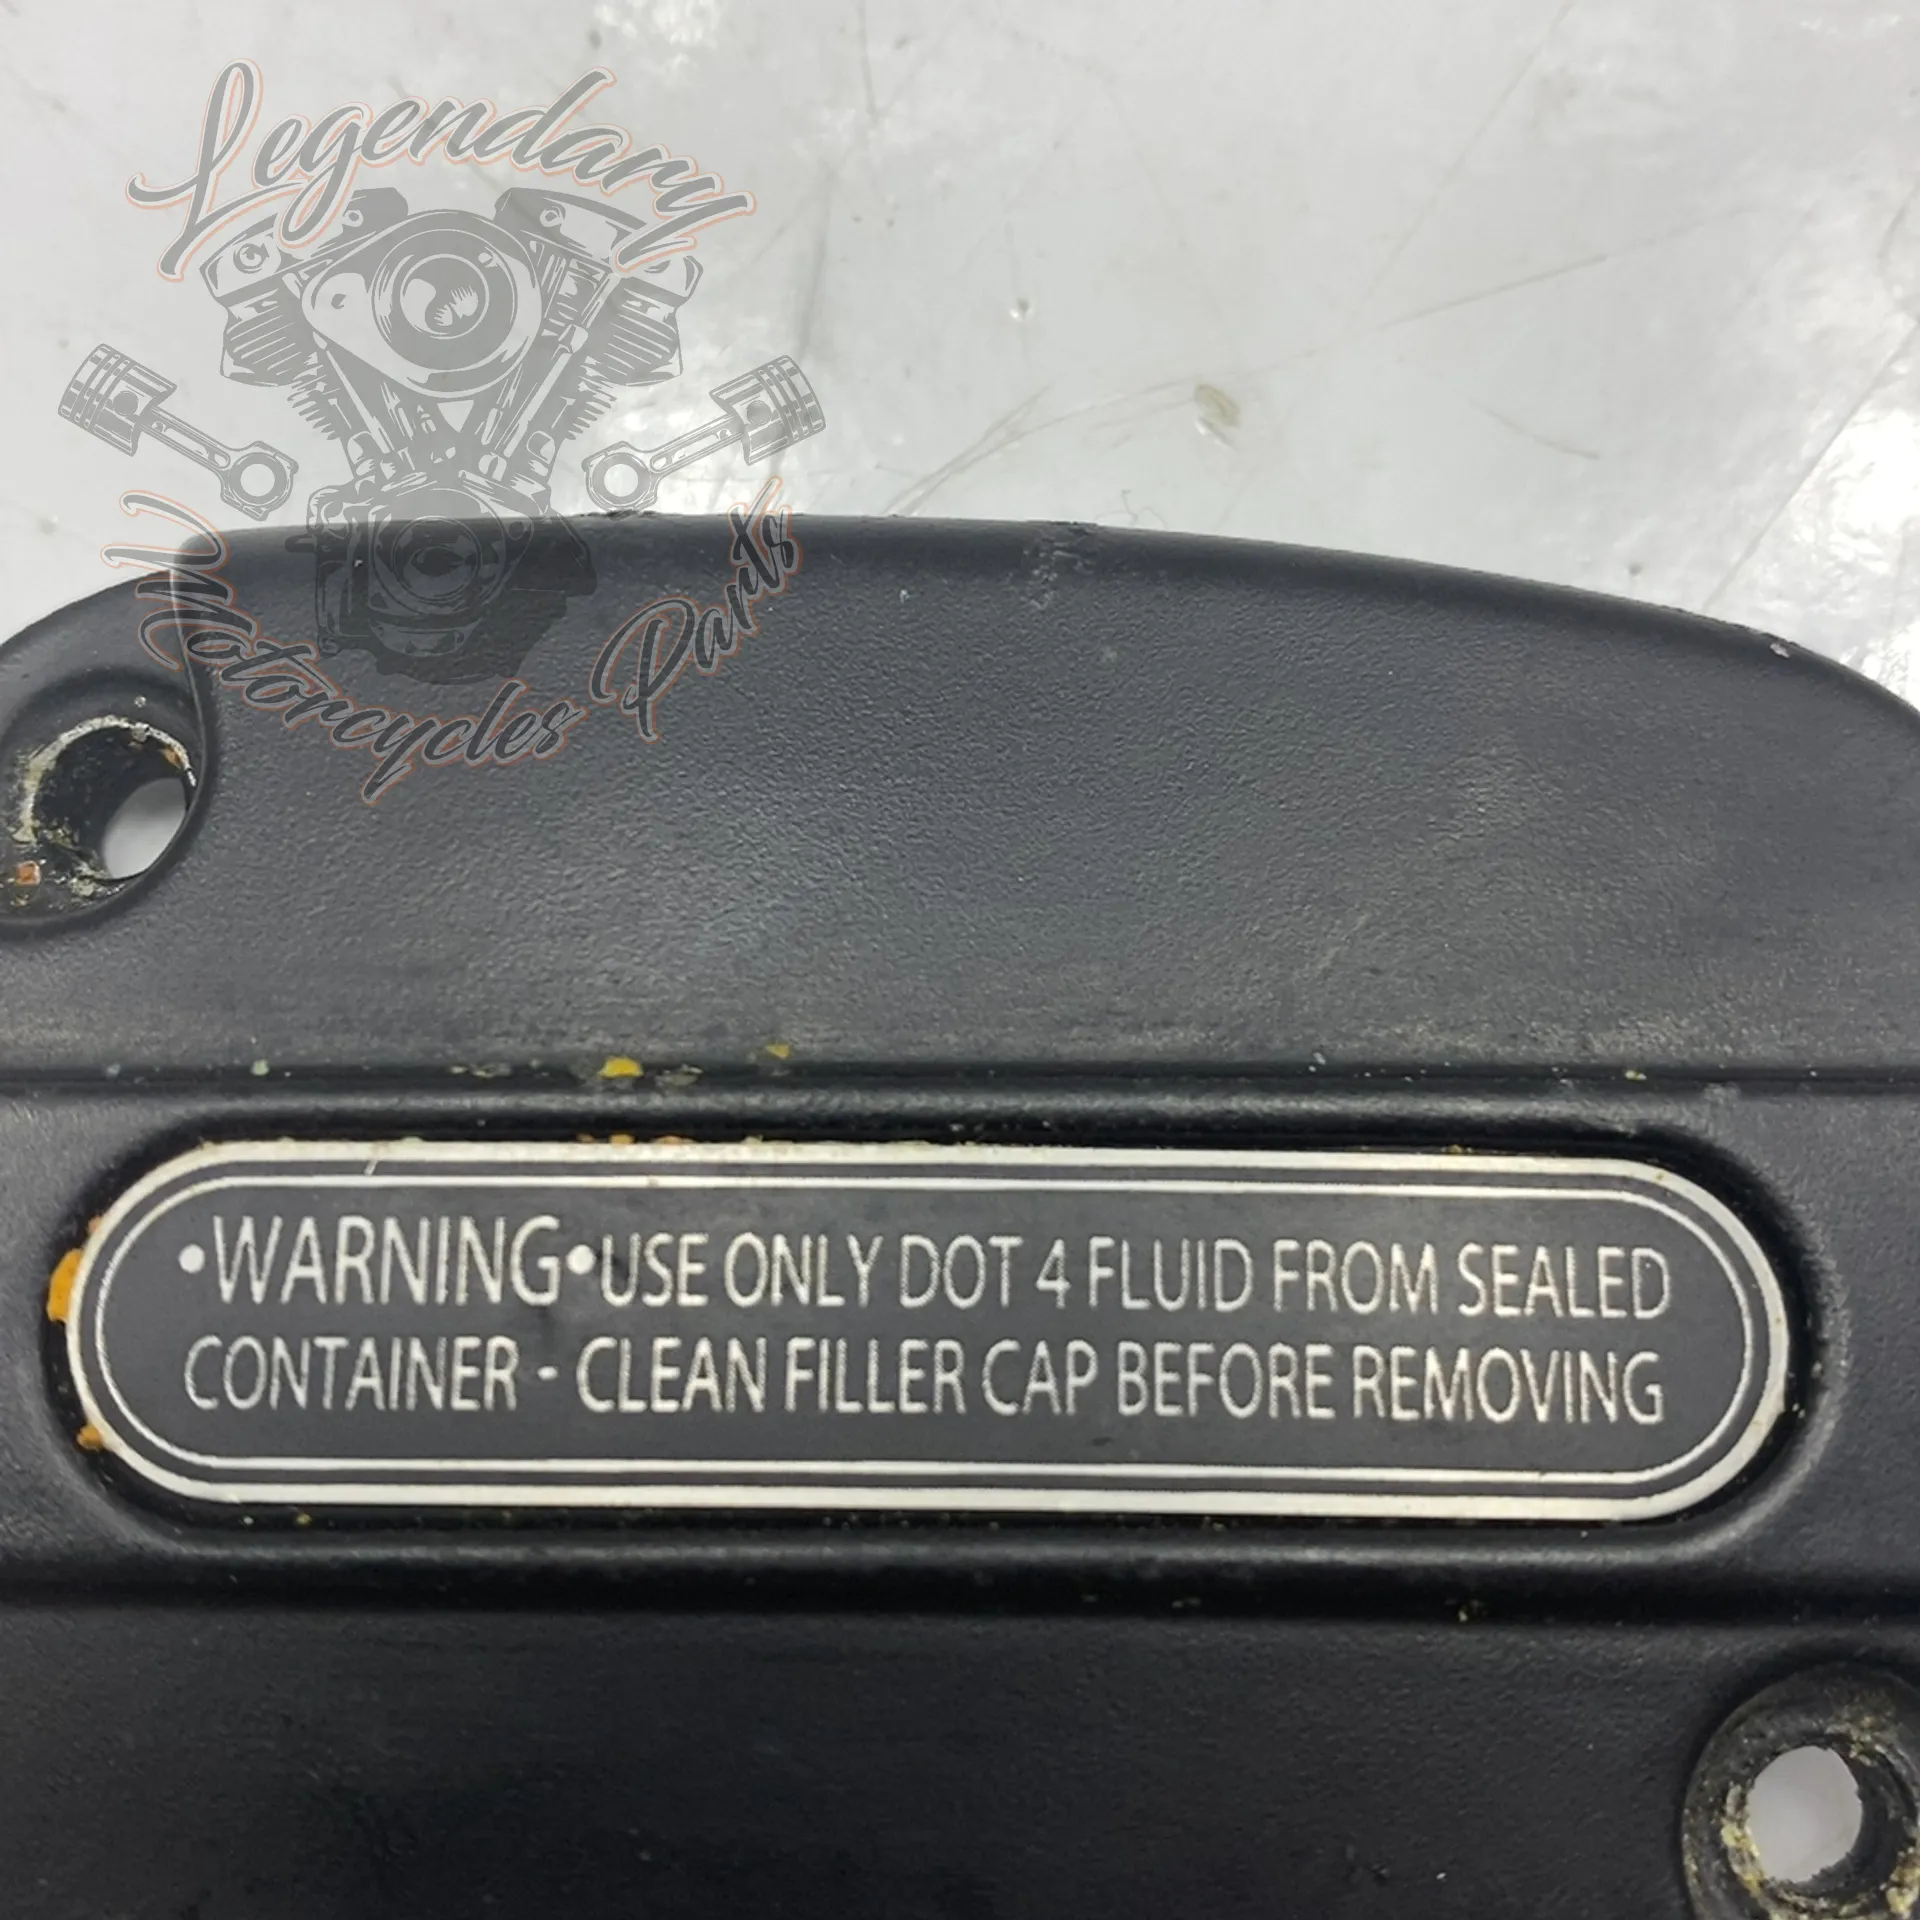 Legendary
Motorcycles Parts
•WARNING•USE ONLY DOT 4 FLUID FROM SEALED
CONTAINER - CLEAN FILLER CAP BEFORE REMOVING